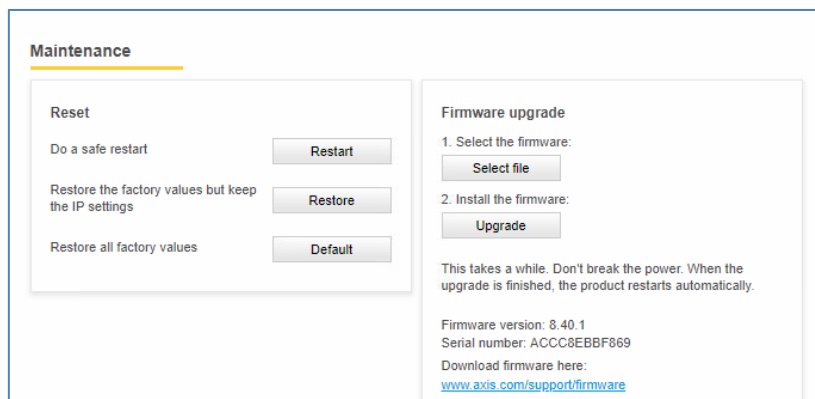 Maintenance
Reset
Do a safe restart
Restart
Restore the factory values but keep
the IP settings
Restore
Restore all factory values
Default
Firmware upgrade
1. Select the firmware:
Select file
2. Install the firmware:
Upgrade
This takes a while. Don't break the power. When the
upgrade is finished, the product restarts automatically.
Firmware version: 8.40.1
Serial number: ACCC8EBBF869
Download firmware here:
www.axis.com/support/firmware